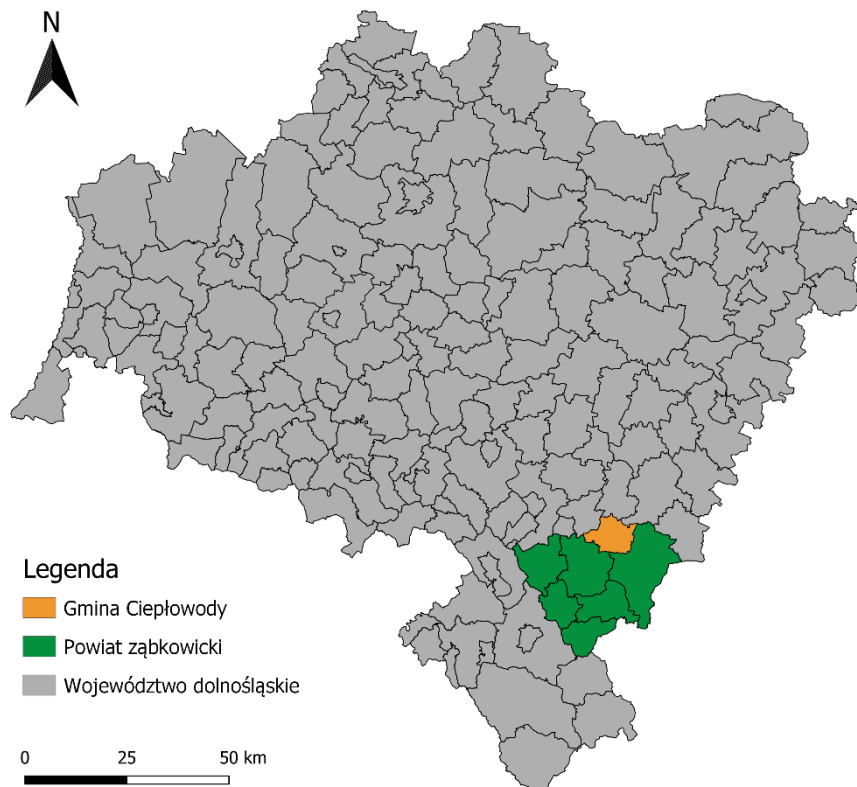 N
Legenda
Gmina Ciepłowody
Powiat ząbkowicki
Województwo dolnośląskie
0 25 50 km